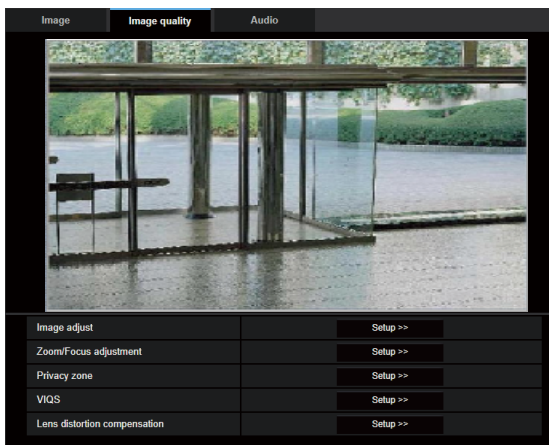 Image Image quality Audio
Image adjust Setup >>
Zoom/Focus adjustment Setup >>
Privacy zone Setup >>
VIQS Setup >>
Lens distortion compensation Setup >>